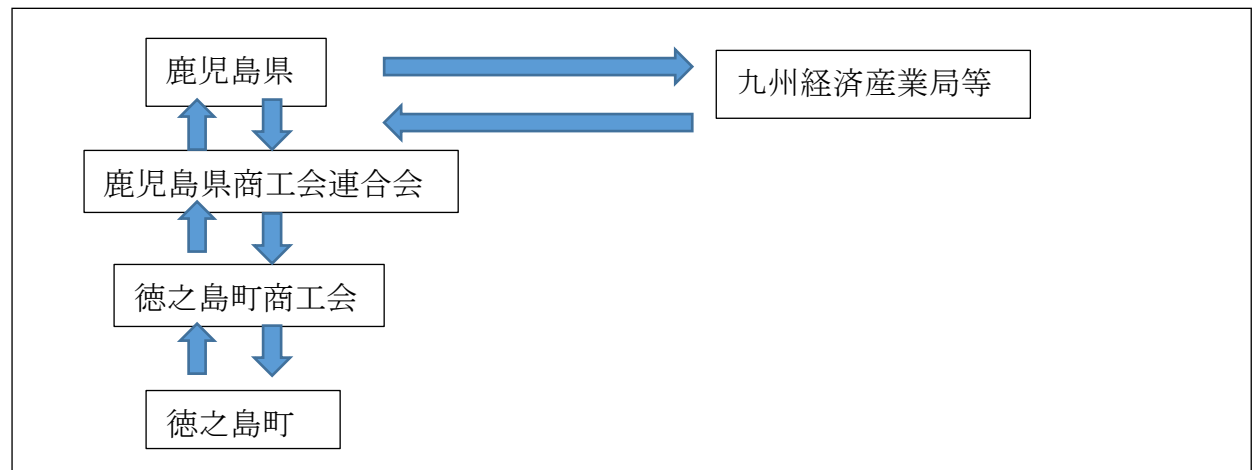 鹿児島県
九州経済産業局等
鹿児島県商工会連合会
徳之島町商工会
徳之島町